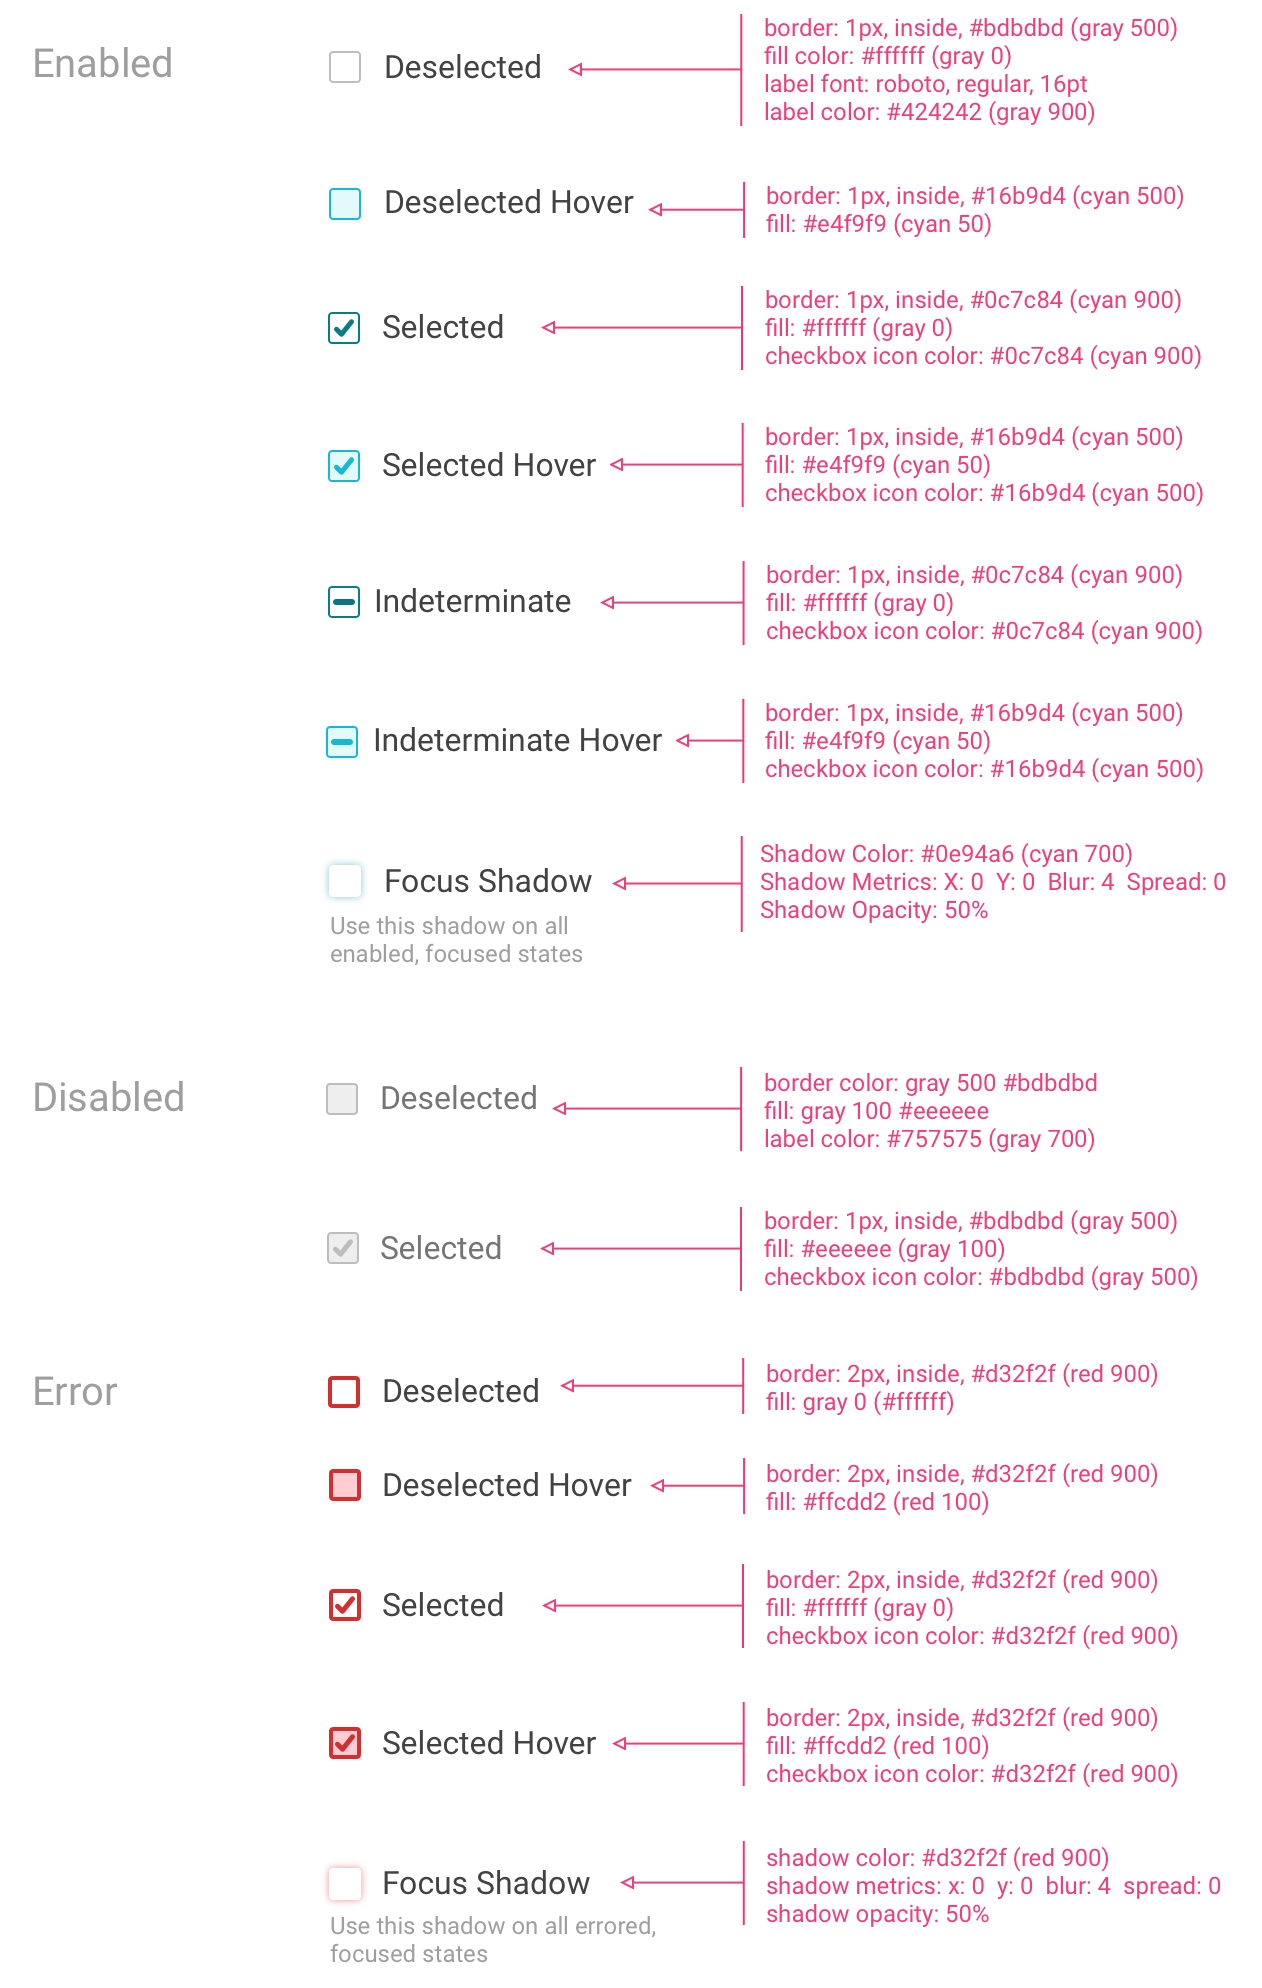 Enabled
Deselected
border: 1px, inside, #bdbdbd (gray 500)
fill color: #ffffff (gray 0)
label font: roboto, regular, 16pt
label color: #424242 (gray 900)
Deselected Hover
border: 1px, inside, #16b9d4 (cyan 500)
fill: #e4f9f9 (cyan 50)
Selected
border: 1px, inside, #0c7c84 (cyan 900)
fill: #ffffff (gray 0)
checkbox icon color: #0c7c84 (cyan 900)
Selected Hover
border: 1px, inside, #16b9d4 (cyan 500)
fill: #e4f9f9 (cyan 50)
checkbox icon color: #16b9d4 (cyan 500)
Indeterminate
border: 1px, inside, #0c7c84 (cyan 900)
fill: #ffffff (gray 0)
checkbox icon color: #0c7c84 (cyan 900)
Indeterminate Hover
border: 1px, inside, #16b9d4 (cyan 500)
fill: #e4f9f9 (cyan 50)
checkbox icon color: #16b9d4 (cyan 500)
Focus Shadow
Use this shadow on all
enabled, focused states
Shadow Color: #0e94a6 (cyan 700)
Shadow Metrics: X: 0  Y: 0  Blur: 4  Spread: 0
Shadow Opacity: 50%
Disabled
Deselected
border color: gray 500 #bdbdbd
fill: gray 100 #eeeeee
label color: #757575 (gray 700)
Selected
border: 1px, inside, #bdbdbd (gray 500)
fill: #eeeeee (gray 100)
checkbox icon color: #bdbdbd (gray 500)
Error
Deselected
border: 2px, inside, #d32f2f (red 900)
fill: gray 0 (#ffffff)
Deselected Hover
border: 2px, inside, #d32f2f (red 900)
fill: #ffcdd2 (red 100)
Selected
border: 2px, inside, #d32f2f (red 900)
fill: #ffffff (gray 0)
checkbox icon color: #d32f2f (red 900)
Selected Hover
border: 2px, inside, #d32f2f (red 900)
fill: #ffcdd2 (red 100)
checkbox icon color: #d32f2f (red 900)
Focus Shadow
Use this shadow on all errored,
focused states
shadow color: #d32f2f (red 900)
shadow metrics: x: 0  y: 0  blur: 4  spread: 0
shadow opacity: 50%